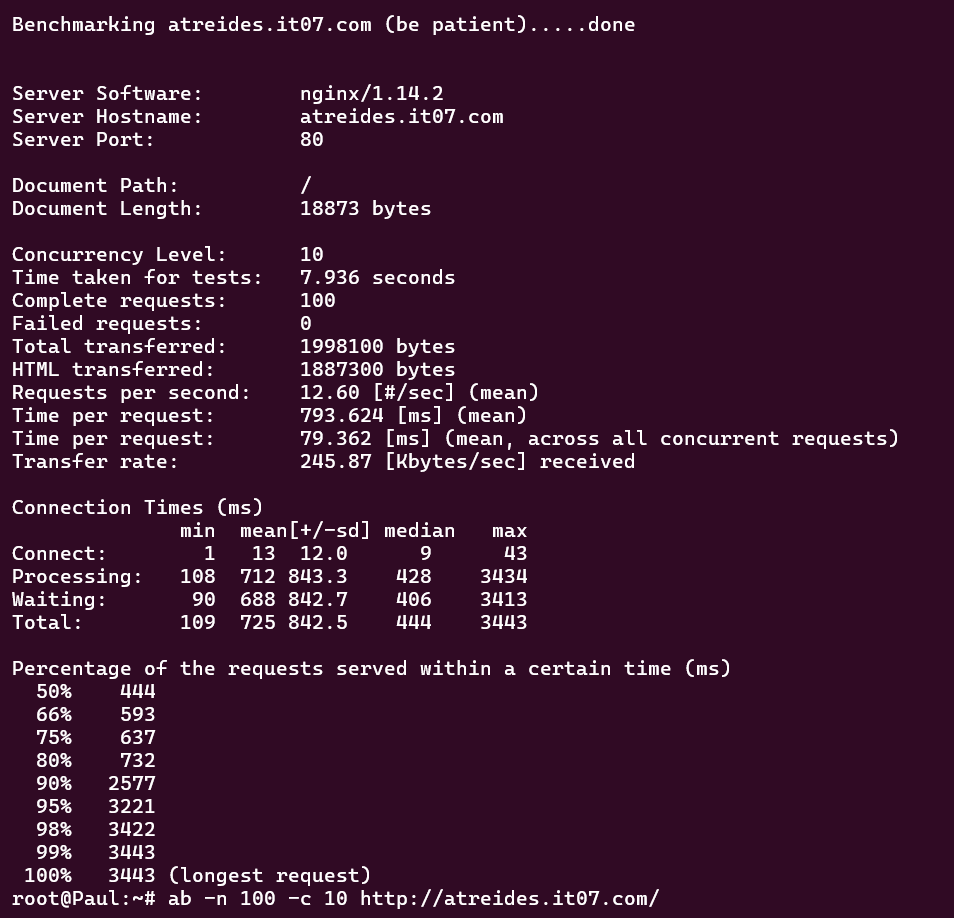 Benchmarking atreides.it07.com (be patient).....done
Server Software: nginx/1.14.2
Server Hostname: atreides.it07.com
Server Port: 80
Document Path: /
Document Length: 18873 bytes
Concurrency Level: 10
Time taken for tests: 7.936 seconds
Complete requests: 100
Failed requests: 0
Total transferred: 1998100 bytes
HTML transferred: 1887300 bytes
Requests per second: 12.60 [#/sec] (mean)
Time per request: 793.624 [ms] (mean)
Time per request: 79.362 [ms] (mean, across all concurrent requests)
Transfer rate: 245.87 [Kbytes/sec] received
Connection Times (ms)
min mean[+/-sd] median max
Connect: 1 13 12.0 9 43
Processing: 108 712 843.3 428 3434
Waiting: 90 688 842.7 406 3413
Total: 109 725 842.5 444 3443
Percentage of the requests served within a certain time (ms)
50% 444
66% 593
75% 637
80% 732
90% 2577
95% 3221
98% 3422
99% 3443
100% 3443 (longest request)
root@Paul:~# ab -n 100 -c 10 http://atreides.it07.com/